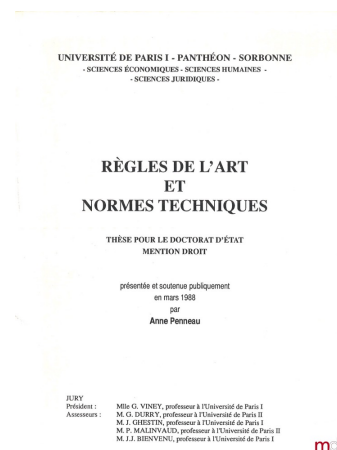 UNIVERSITÉ DE PARIS I - PANTHÉON - SORBONNE
- SCIENCES ÉCONOMIQUES - SCIENCES HUMAINES -
- SCIENCES JURIDIQUES -
RÈGLES DE L'ART
ET
NORMES TECHNIQUES
THÈSE POUR LE DOCTORAT D'ÉTAT
MENTION DROIT
présentée et soutenue publiquement
en mars 1988
par
Anne Penneau
JURY
Président : Mlle G. VINEY, professeur à l'Université de Paris I
Assesseurs : M. G. DURRY, professeur à l'Université de Paris II
M. J. GHESTIN, professeur à l'Université de Paris I
M. P. MALINVAUD, professeur à l'Université de Paris II
M. J.J. BIENVENU, professeur à l'Université de Paris I